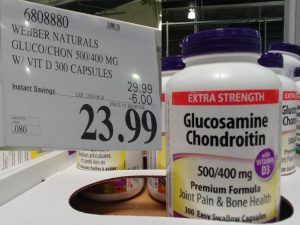 6808880
WEBBER NATURALS
GLUCO/CHON 500/400 MG
W/ VIT D 300 CAPSULES
29.99
Instant Savings
-6.00
23.99
.080
EXTRA STRENGTH
Glucosamine
Chondroitin
with
VITAMIN
D3
500/400 mg
Premium Formula
Joint Pain & Bone Health
300 Easy Swallow Capsules